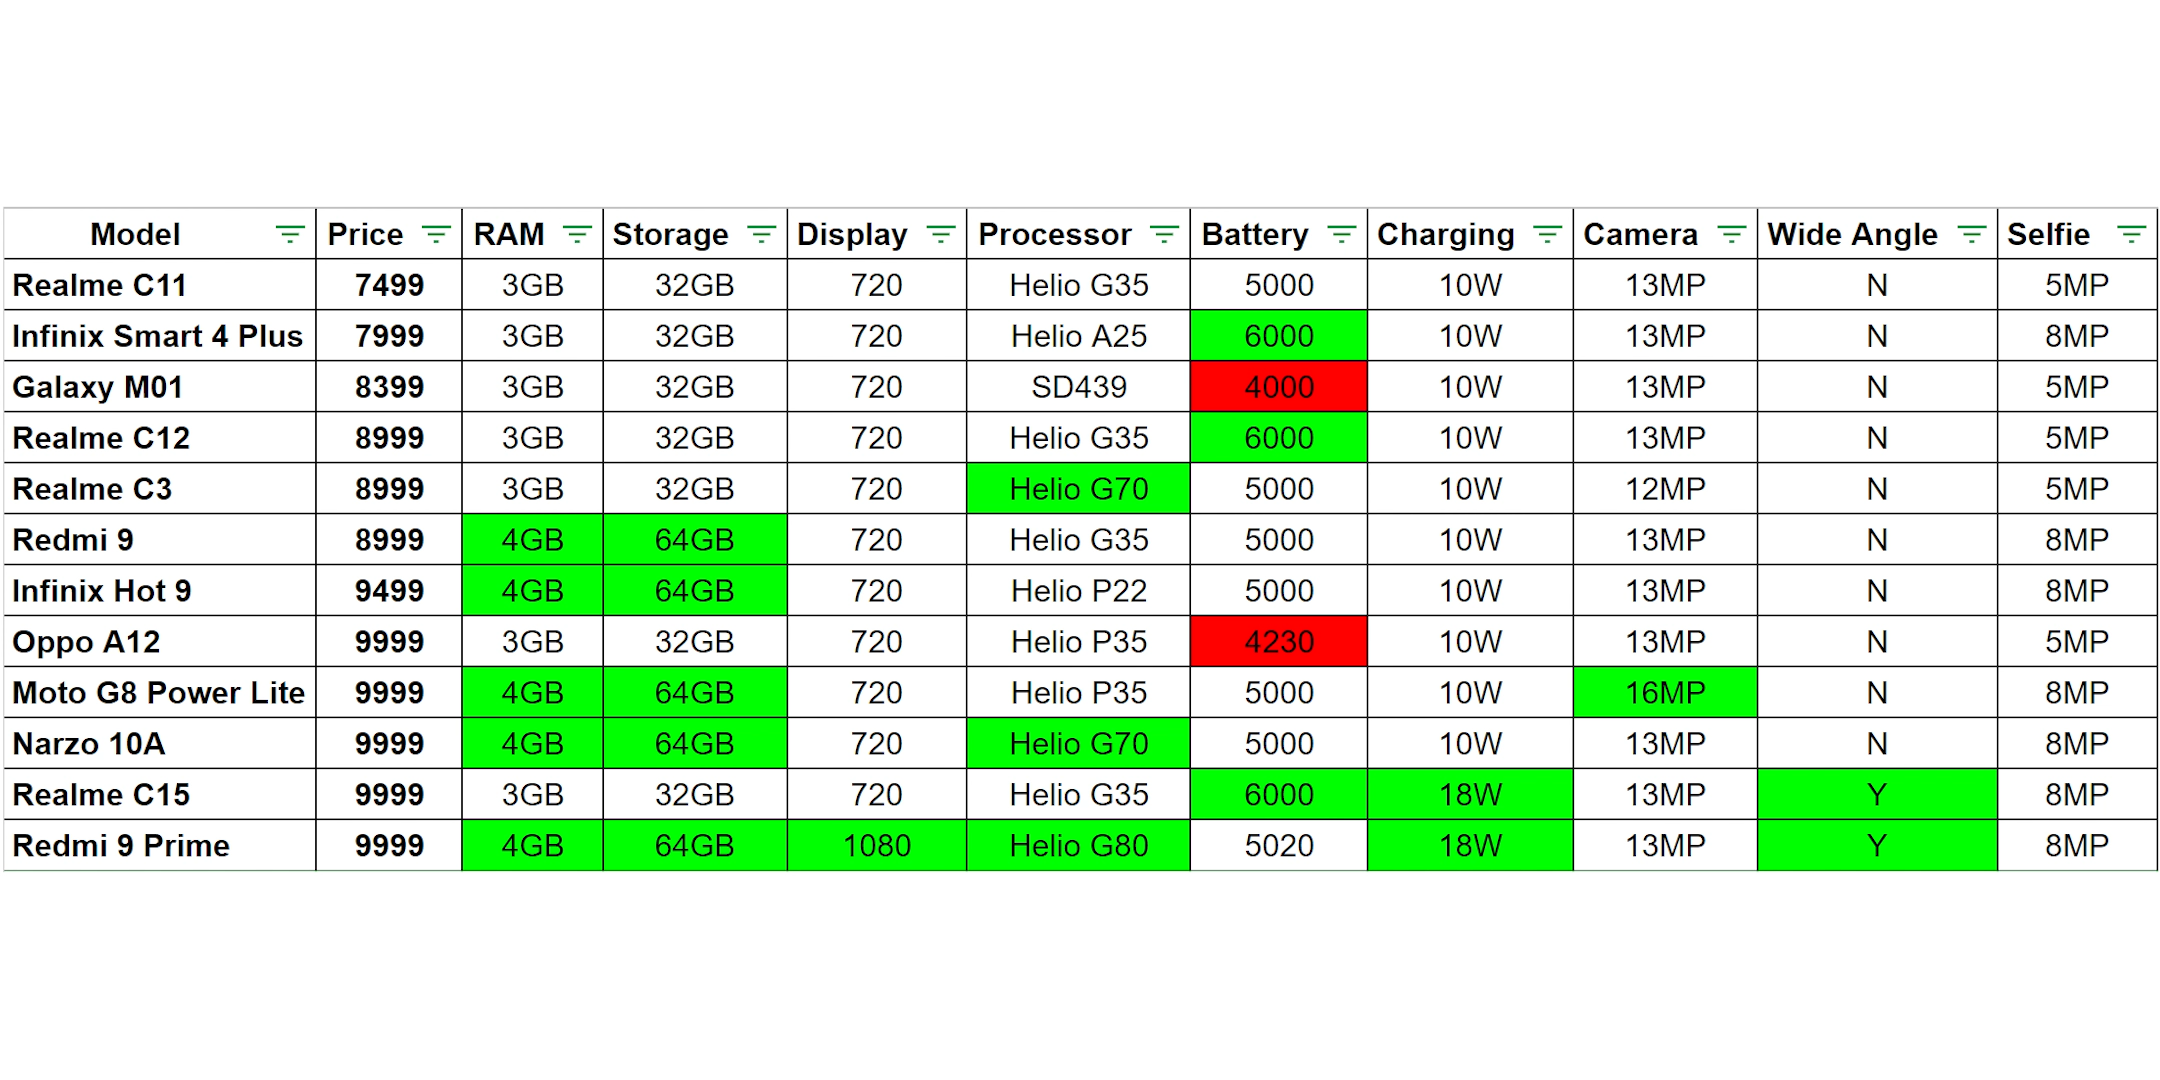 Model Price RAM Storage Display Processor Battery Charging Camera Wide Angle Selfie
Realme C11 7499 3GB 32GB 720 Helio G35 5000 10W 13MP N 5MP
Infinix Smart 4 Plus 7999 3GB 32GB 720 Helio A25 6000 10W 13MP N 8MP
Galaxy M01 8399 3GB 32GB 720 SD439 4000 10W 13MP N 5MP
Realme C12 8999 3GB 32GB 720 Helio G35 6000 10W 13MP N 5MP
Realme C3 8999 3GB 32GB 720 Helio G70 5000 10W 12MP N 5MP
Redmi 9 8999 4GB 64GB 720 Helio G35 5000 10W 13MP N 8MP
Infinix Hot 9 9499 4GB 64GB 720 Helio P22 5000 10W 13MP N 8MP
Oppo A12 9999 3GB 32GB 720 Helio P35 4230 10W 13MP N 5MP
Moto G8 Power Lite 9999 4GB 64GB 720 Helio P35 5000 10W 16MP N 8MP
Narzo 10A 9999 4GB 64GB 720 Helio G70 5000 10W 13MP N 8MP
Realme C15 9999 3GB 32GB 720 Helio G35 6000 18W 13MP Y 8MP
Redmi 9 Prime 9999 4GB 64GB 1080 Helio G80 5020 18W 13MP Y 8MP